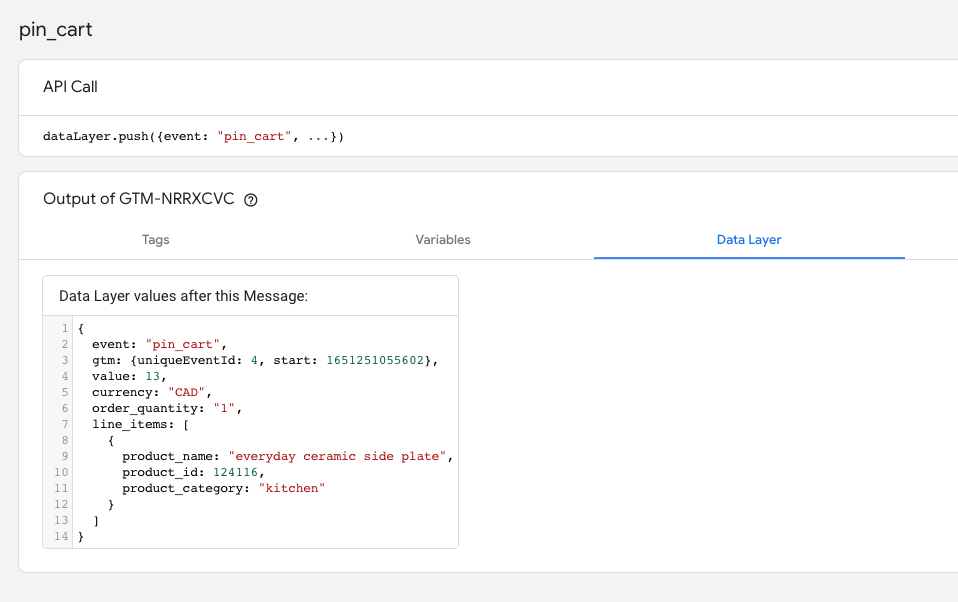 pin_cart
API Call
dataLayer.push({event: "pin_cart", ...})
Output of GTM-NRRXCVC ?
Tags Variables Data Layer
Data Layer values after this Message:
1 {
2 event: "pin_cart",
3 gtm: {uniqueEventId: 4, start: 1651251055602},
4 value: 13,
5 currency: "CAD",
6 order_quantity: "1",
7 line_items: [
8 {
9 product_name: "everyday ceramic side plate",
10 product_id: 124116,
11 product_category: "kitchen"
12 }
13 ]
14 }